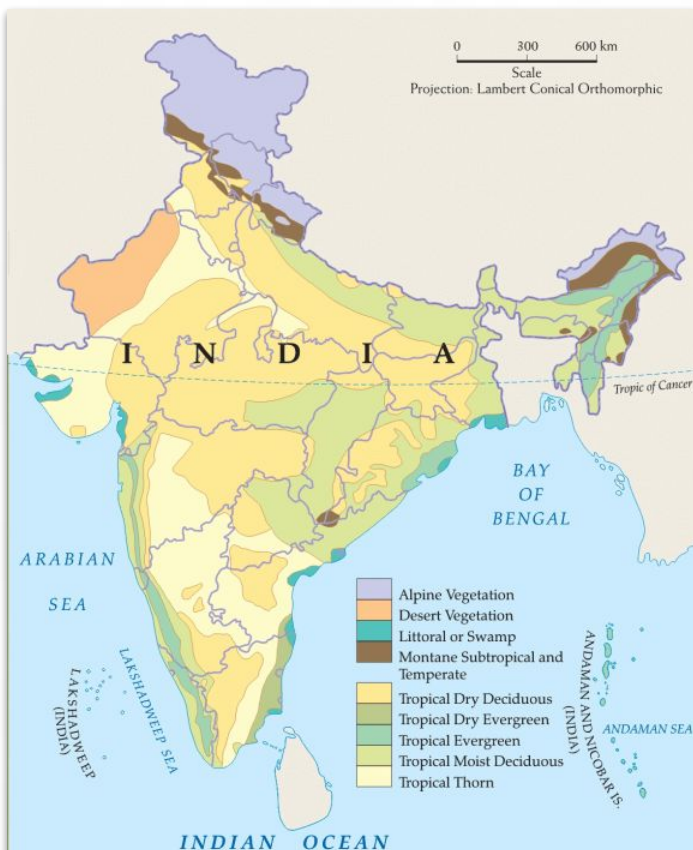 0 300 600 km
Scale
Projection: Lambert Conical Orthomorphic
I N D I A
Tropic of Cancer
BAY
OF
BENGAL
ARABIAN
SEA
LAKSHADWEEP SEA
LAKSHADWEEP
(INDIA)
Alpine Vegetation
Desert Vegetation
Littoral or Swamp
Montane Subtropical and
Temperate
Tropical Dry Deciduous
Tropical Dry Evergreen
Tropical Evergreen
Tropical Moist Deciduous
Tropical Thorn
ANDAMAN AND NICOBAR IS.
(INDIA)
ANDAMAN SEA
INDIAN OCEAN